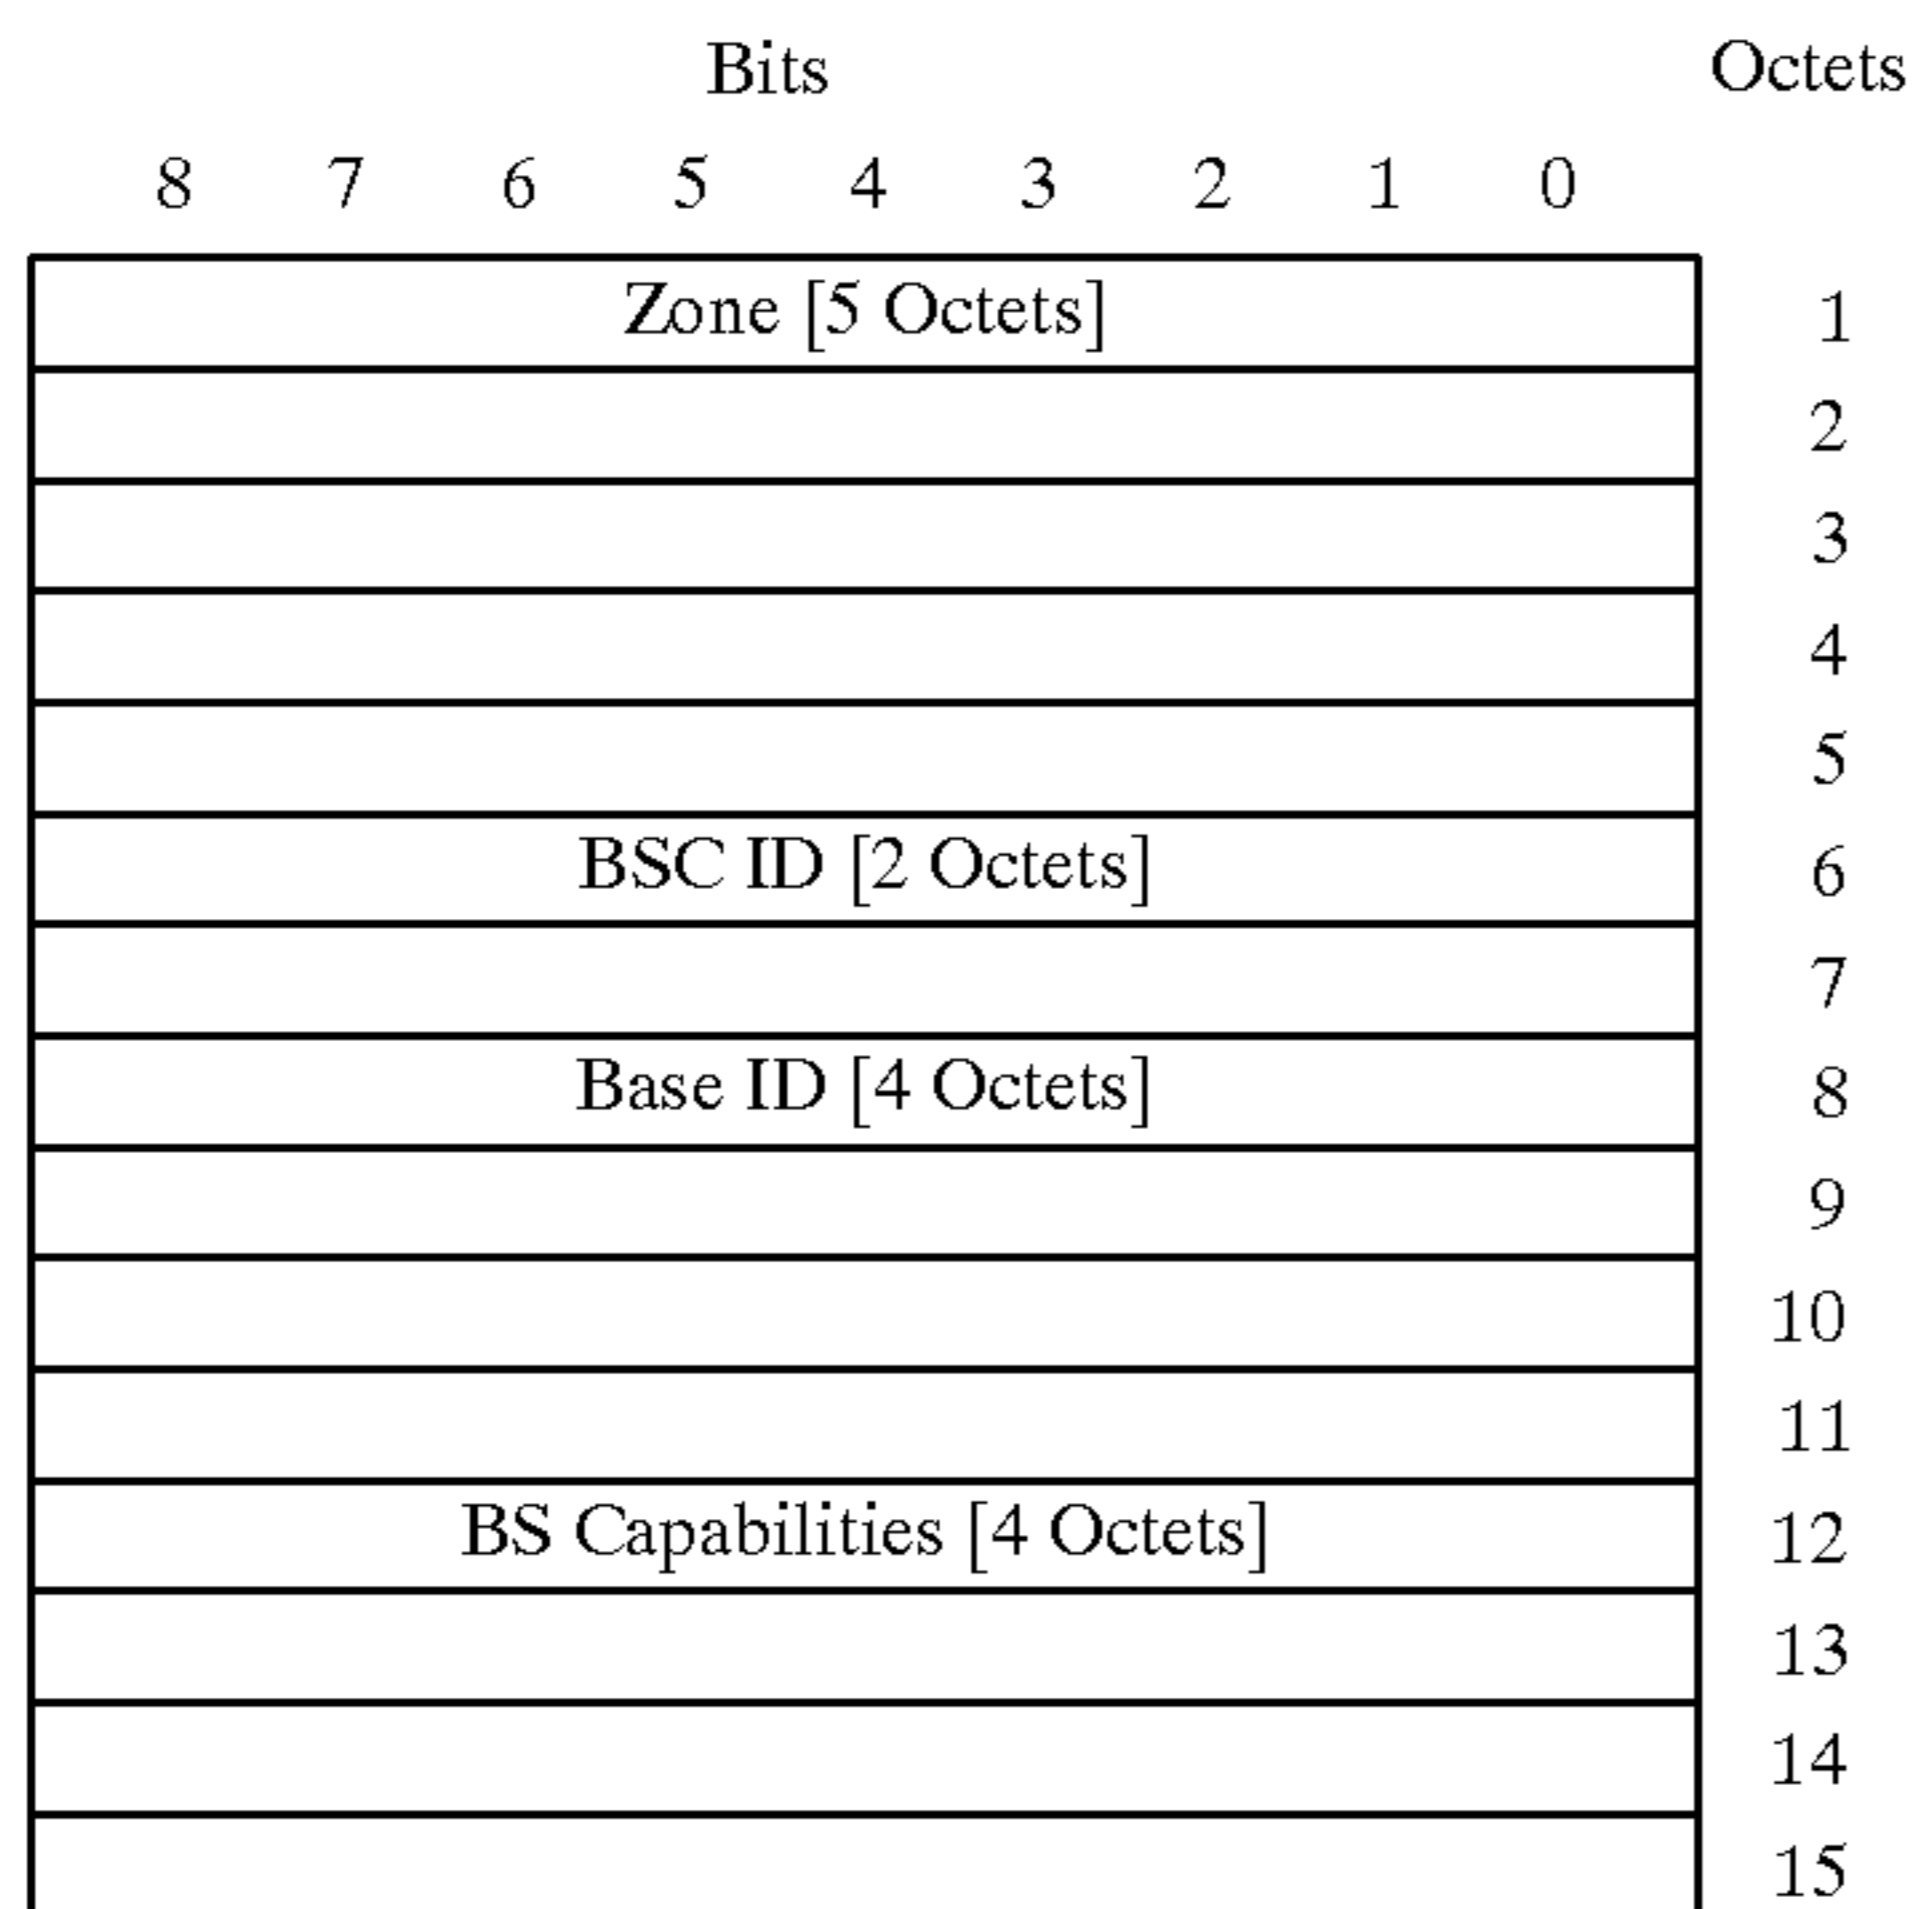 Bits Octets
8 7 6 5 4 3 2 1 0
Zone [5 Octets] 1
2
3
4
5
BSC ID [2 Octets] 6
7
Base ID [4 Octets] 8
9
10
11
BS Capabilities [4 Octets] 12
13
14
15